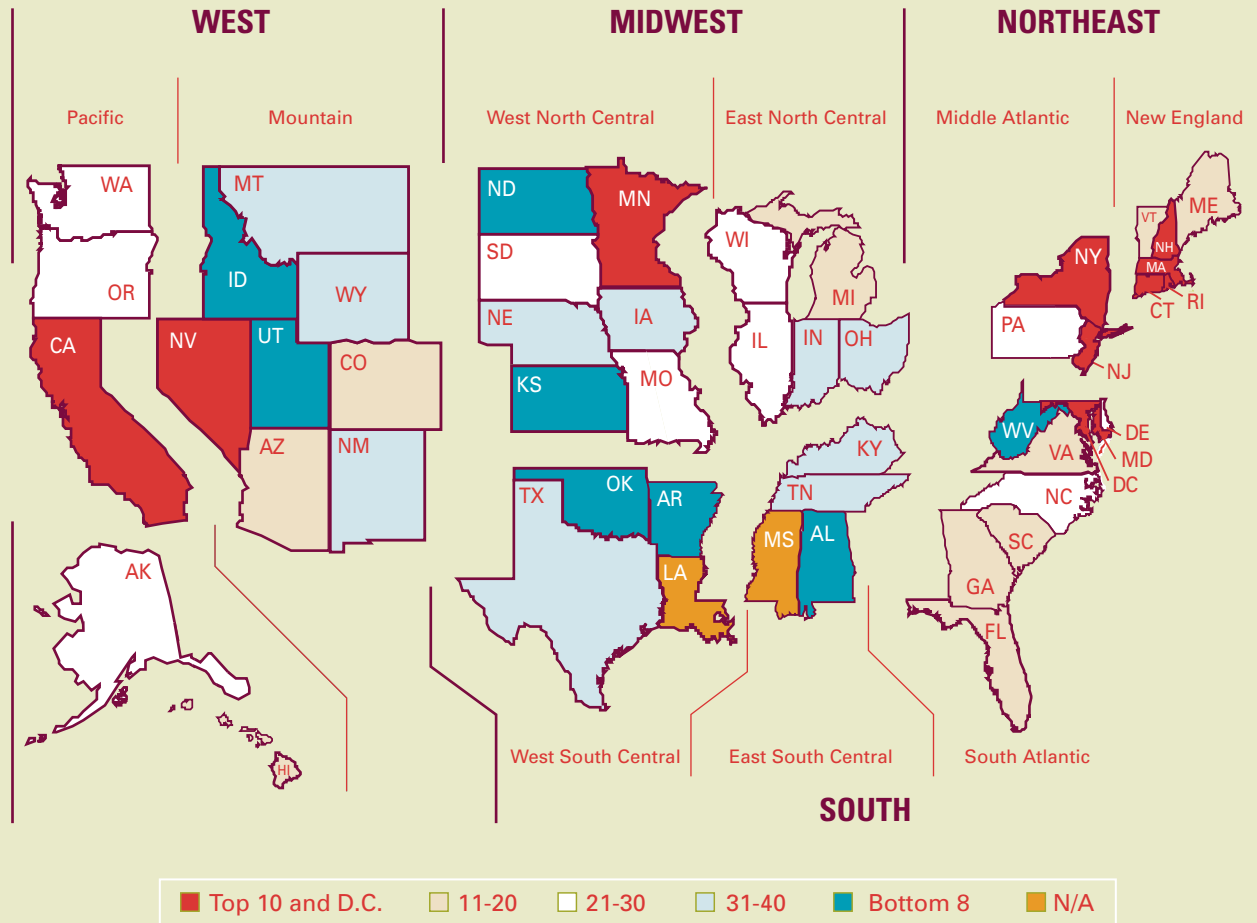 WEST
MIDWEST
NORTHEAST
Pacific
Mountain
West North Central
East North Central
Middle Atlantic
New England
WA
MT
ND
MN
WI
MI
VT
ME
NH
MA
NY
OR
ID
WY
SD
IA
RI
CT
CA
NV
UT
CO
NE
IL
IN
OH
PA
NJ
KS
MO
AZ
NM
KY
WV
VA
DE
MD
DC
TX
OK
AR
TN
NC
MS
AL
SC
LA
GA
AK
FL
HI
West South Central
East South Central
South Atlantic
SOUTH
Top 10 and D.C.
11-20
21-30
31-40
Bottom 8
N/A